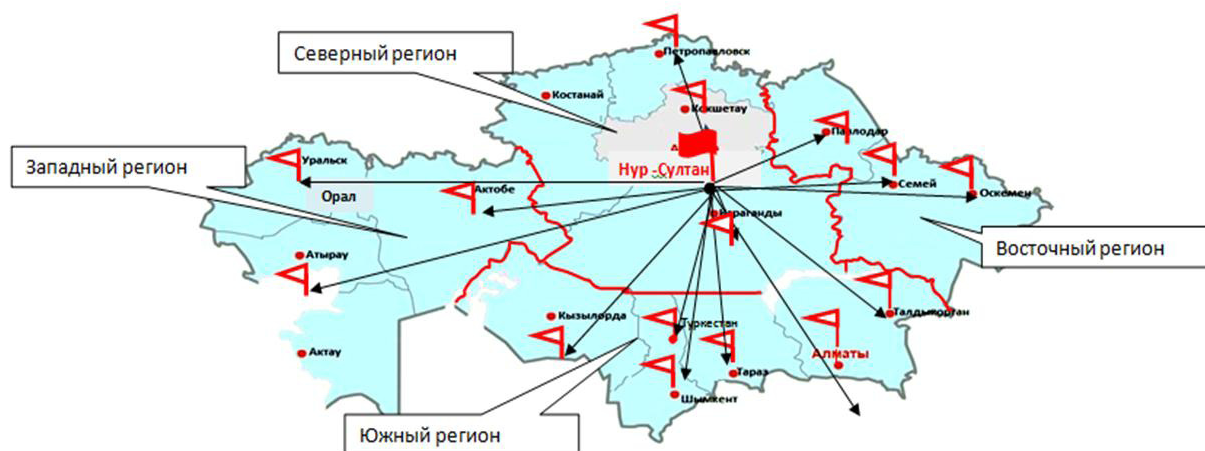 Северный регион
Петропавловск
Костанай
Кокшетау
Павлодар
Западный регион
Уральск
Нур -Султан
Орал
Актобе
Семей
Оскемен
Караганды
Восточный регион
Атырау
Кызылорда
Туркестан
Талдыкорган
Актау
Алматы
Тараз
Шымкент
Южный регион